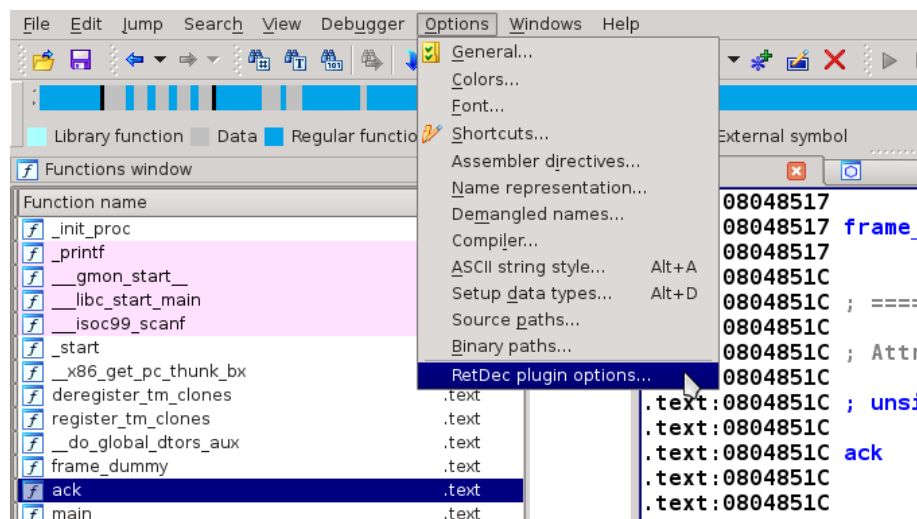 File Edit Jump Search View Debugger Options Windows Help
General...
Colors...
Font...
Shortcuts...
Assembler directives...
Name representation...
Demangled names...
Compiler...
ASCII string style... Alt+A
Setup data types... Alt+D
Source paths...
Binary paths...
RetDec plugin options...
Library function Data Regular functio External symbol
Functions window
Function name
_init_proc
_printf
___gmon_start__
___libc_start_main
___isoc99_scanf
_start
__x86_get_pc_thunk_bx
deregister_tm_clones .text
register_tm_clones .text
__do_global_dtors_aux .text
frame_dummy .text
ack .text
main .text
08048517
08048517 frame_
08048517
0804851C
0804851C ; ====
0804851C
0804851C ; Attr
0804851C
.text:0804851C ; unsi
.text:0804851C
.text:0804851C ack
.text:0804851C
.text:0804851C